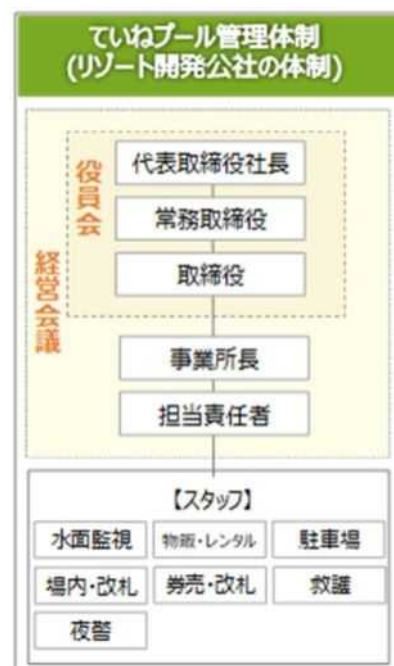 ていねプール管理体制
(リゾート開発公社の体制)
役員会
経営会議
代表取締役社長
常務取締役
取締役
事業所長
担当責任者
【スタッフ】
水面監視 物販・レンタル 駐車場
場内・改札 券売・改札 救護
夜警